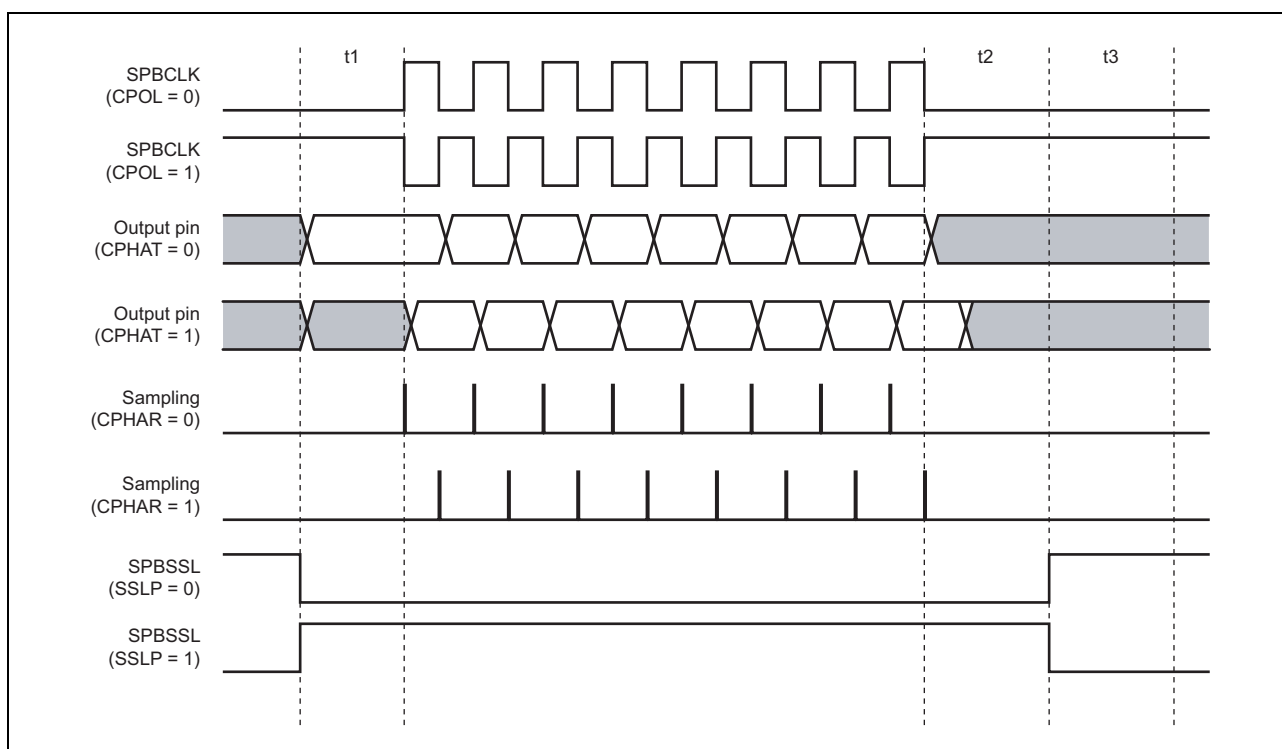 t1
t2
t3
SPBCLK
(CPOL = 0)
SPBCLK
(CPOL = 1)
Output pin
(CPHAT = 0)
Output pin
(CPHAT = 1)
Sampling
(CPHAR = 0)
Sampling
(CPHAR = 1)
SPBSSL
(SSLP = 0)
SPBSSL
(SSLP = 1)